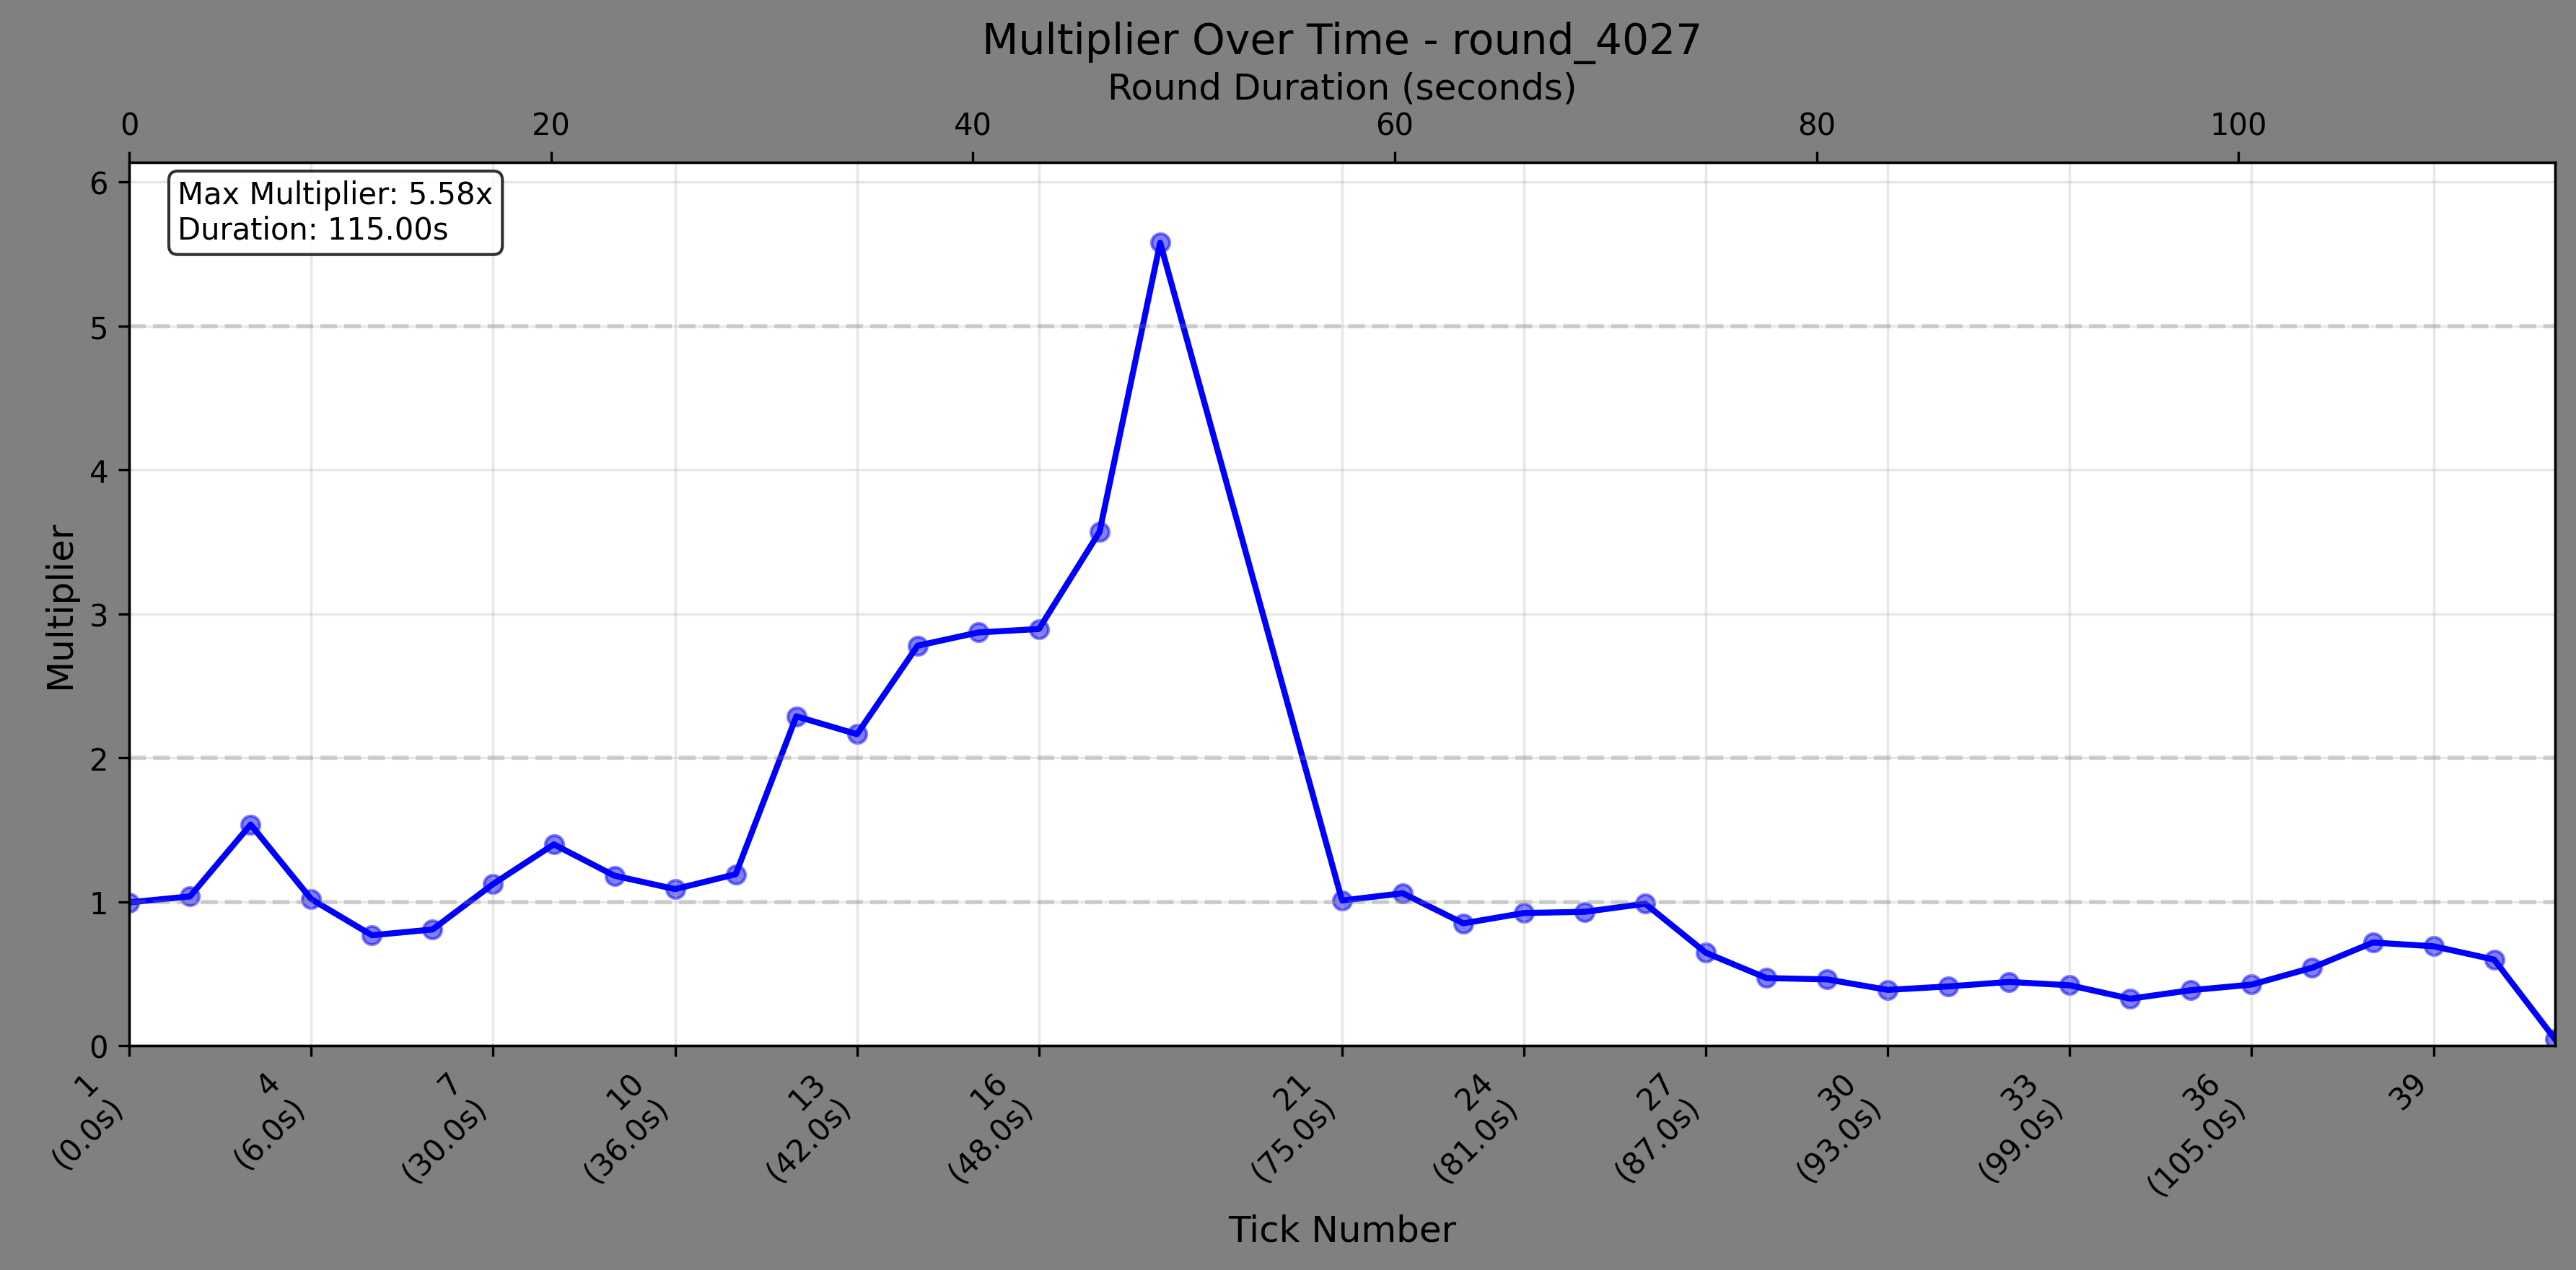 Multiplier Over Time - round_4027
Round Duration (seconds)
0 20 40 60 80 100
Max Multiplier: 5.58x
Duration: 115.00s
6
5
4
3
2
1
0
Multiplier
1
(0.0s)
4
(6.0s)
7
(30.0s)
10
(36.0s)
13
(42.0s)
16
(48.0s)
21
(75.0s)
24
(81.0s)
27
(87.0s)
30
(93.0s)
33
(99.0s)
36
(105.0s)
39
Tick Number